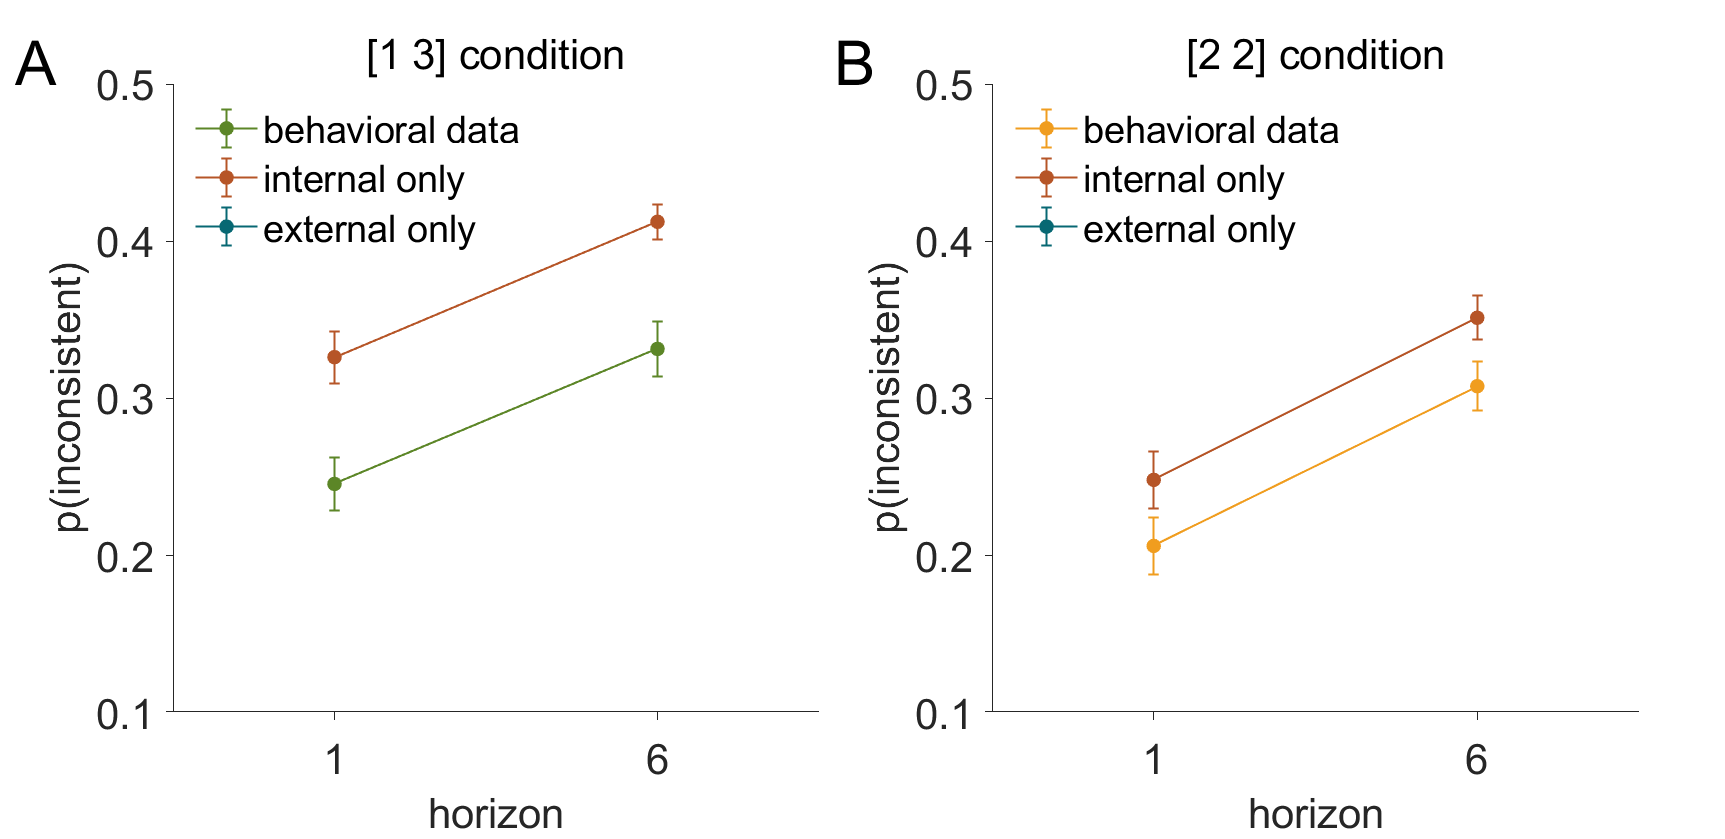 A
[1 3] condition
0.5
behavioral data
internal only
external only
0.4
p(inconsistent)
0.3
0.2
0.1
1
6
horizon
B
[2 2] condition
0.5
behavioral data
internal only
external only
0.4
p(inconsistent)
0.3
0.2
0.1
1
6
horizon